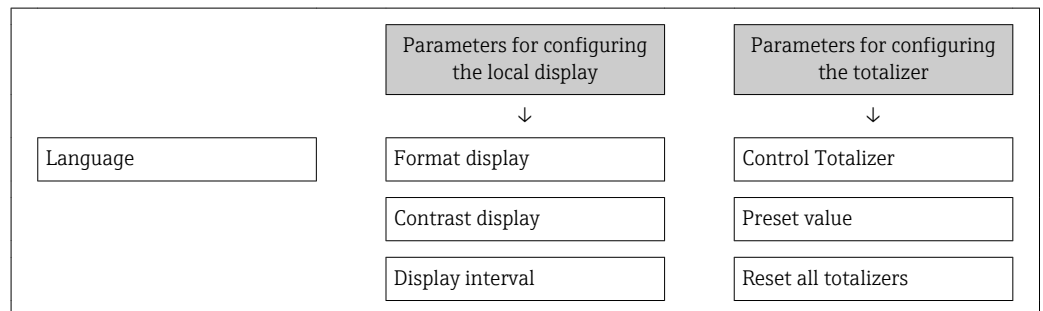 Parameters for configuring
the local display
Parameters for configuring
the totalizer
↓
↓
Language
Format display
Control Totalizer
Contrast display
Preset value
Display interval
Reset all totalizers